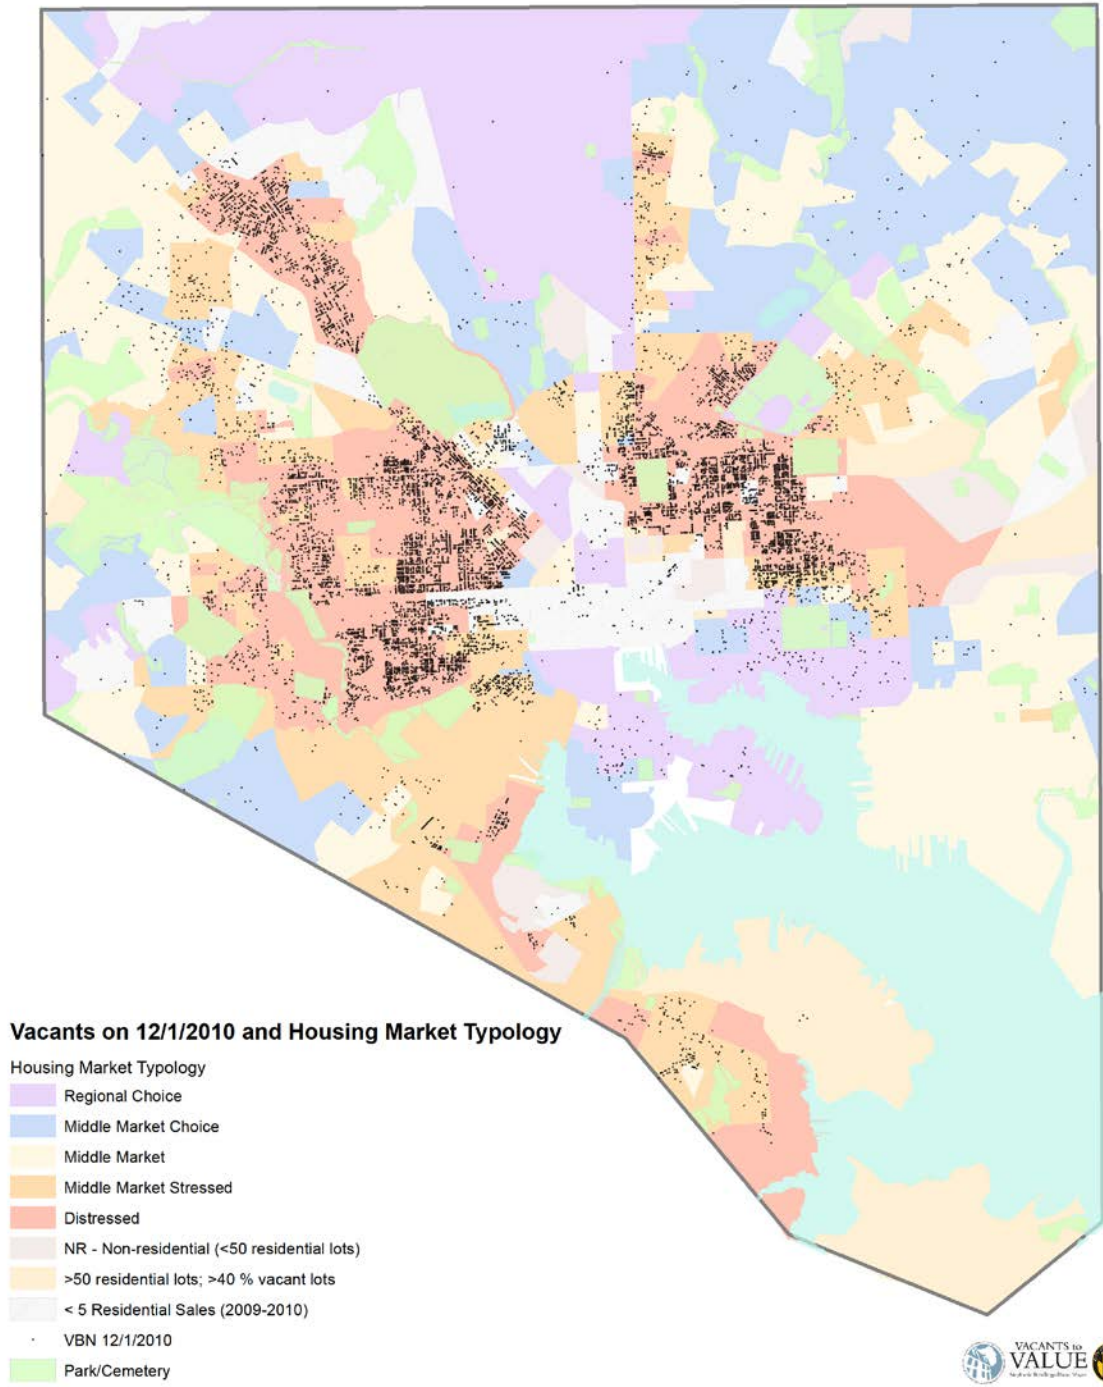 Vacants on 12/1/2010 and Housing Market Typology
Housing Market Typology
Regional Choice
Middle Market Choice
Middle Market
Middle Market Stressed
Distressed
NR - Non-residential (<50 residential lots)
>50 residential lots; >40 % vacant lots
< 5 Residential Sales (2009-2010)
VBN 12/1/2010
Park/Cemetery
VACANTS to
VALUE